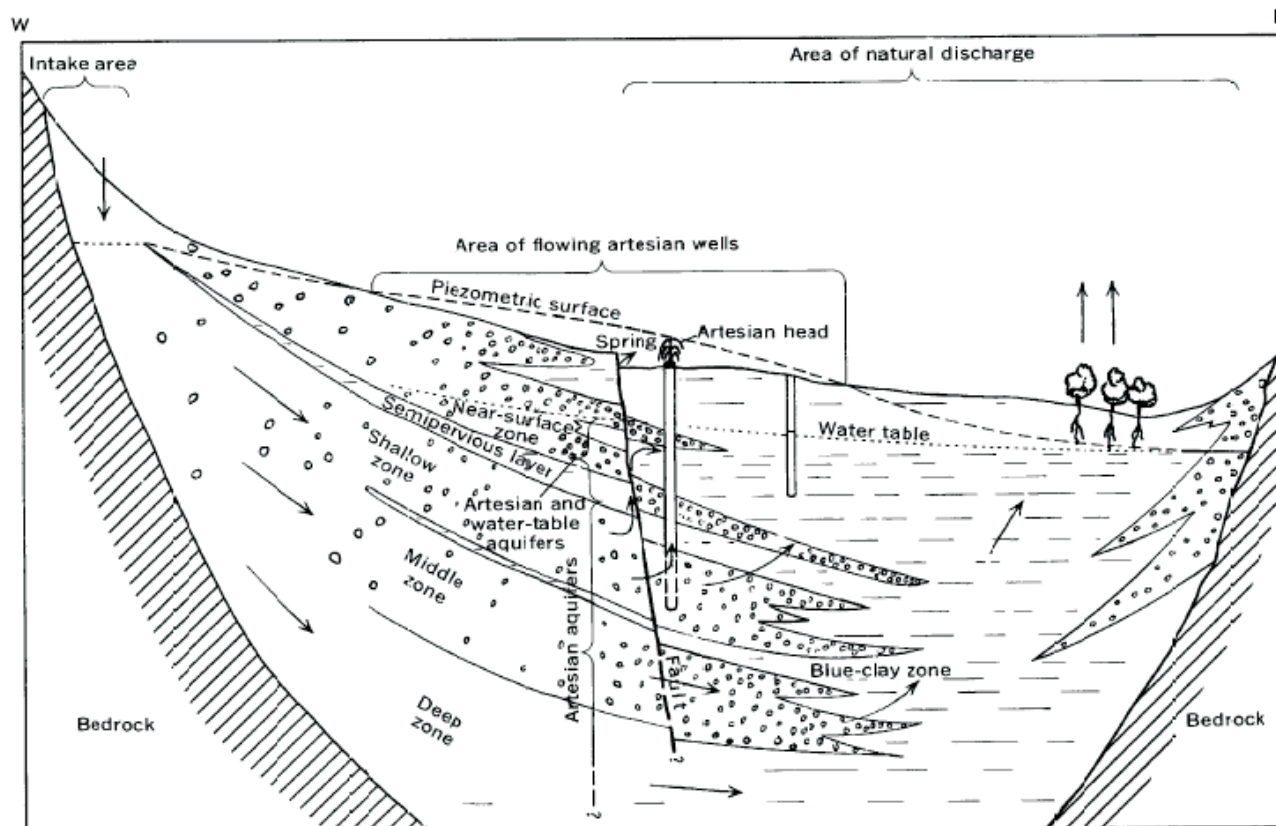 W
Intake area
Area of natural discharge
Area of flowing artesian wells
Piezometric surface
Spring
Artesian head
Near-surface
zone
Water table
Semipervious layer
Shallow
zone
Artesian and
water-table
aquifers
Middle
zone
Artesian aquifers
Fault
Blue-clay zone
Deep
zone
Bedrock
Bedrock
?
?